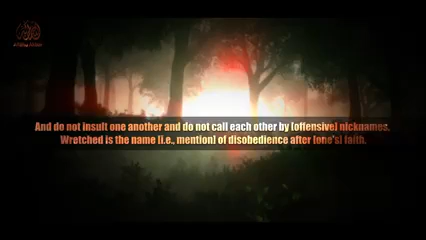 And do not insult one another and do not call each other by [offensive] nicknames.
Wretched is the name [i.e., mention] of disobedience after [one's] faith.